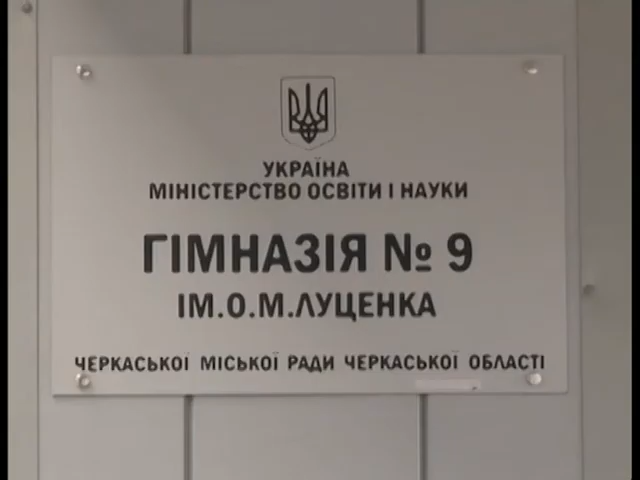 УКРАЇНА
МІНІСТЕРСТВО ОСВІТИ І НАУКИ
ГІМНАЗІЯ № 9
ІМ.О.М.ЛУЦЕНКА
ЧЕРКАСЬКОЇ МІСЬКОЇ РАДИ ЧЕРКАСЬКОЇ ОБЛАСТІ